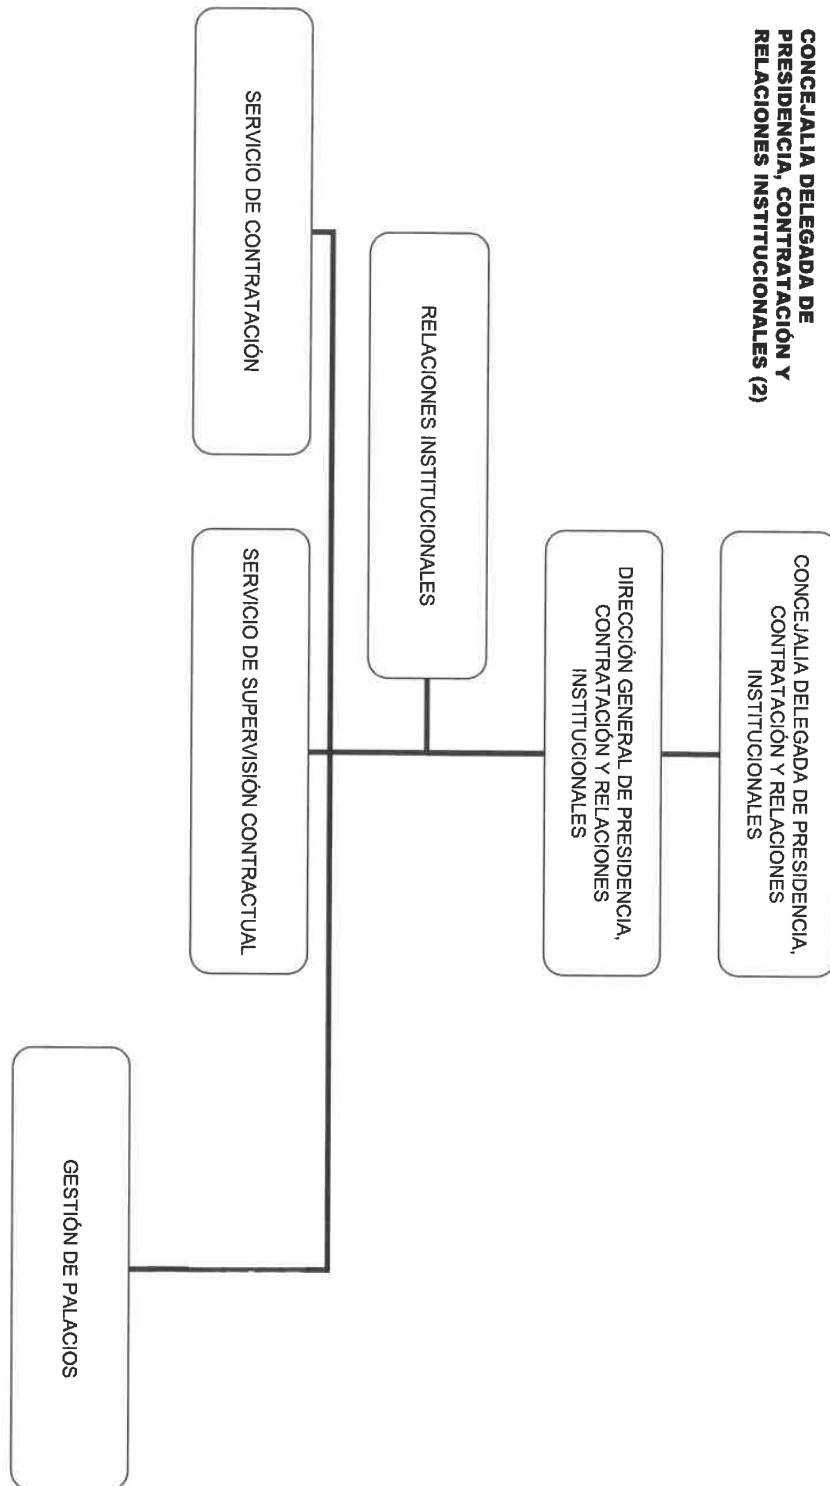 CONCEJALIA DELEGADA DE
PRESIDENCIA, CONTRATACIÓN Y
RELACIONES INSTITUCIONALES (2)
CONCEJALIA DELEGADA DE PRESIDENCIA,
CONTRATACIÓN Y RELACIONES
INSTITUCIONALES
DIRECCIÓN GENERAL DE PRESIDENCIA,
CONTRATACIÓN Y RELACIONES
INSTITUCIONALES
RELACIONES INSTITUCIONALES
SERVICIO DE CONTRATACIÓN
SERVICIO DE SUPERVISIÓN CONTRACTUAL
GESTIÓN DE PALACIOS